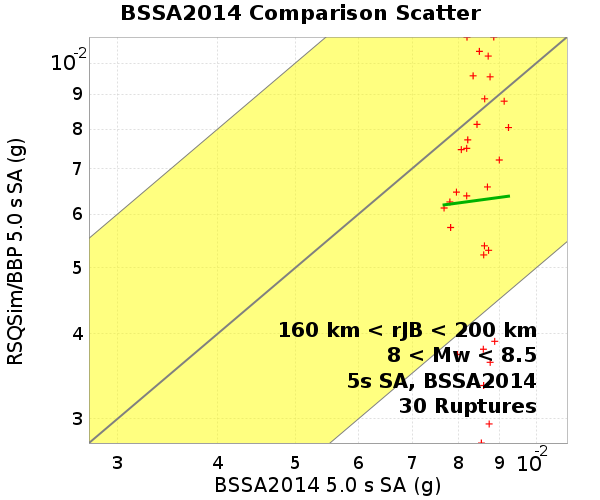 BSSA2014 Comparison Scatter
RSQSim/BBP 5.0 s SA (g)
10-2
9
8
7
6
5
4
3
160 km < rJB < 200 km
8 < Mw < 8.5
5s SA, BSSA2014
30 Ruptures
3 4 5 6 7 8 9 10-2
BSSA2014 5.0 s SA (g)